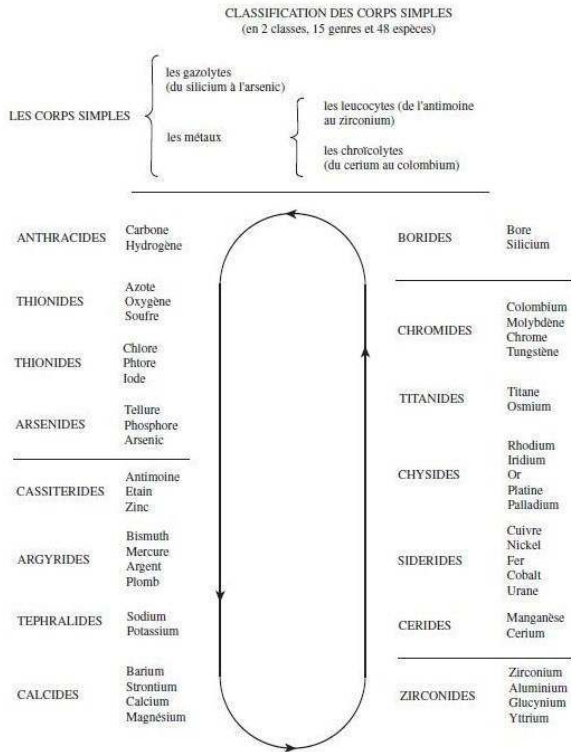 CLASSIFICATION DES CORPS SIMPLES
(en 2 classes, 15 genres et 48 espèces)
LES CORPS SIMPLES
les gazolytes
(du silicium à l'arsenic)
les métaux
les leucocytes (de l'antimoine
au zirconium)
les chroïcolytes
(du cerium au colombium)
ANTHRACIDES
Carbone
Hydrogène
THIONIDES
Azote
Oxygène
Soufre
THIONIDES
Chlore
Phtore
Iode
ARSENIDES
Tellure
Phosphore
Arsenic
CASSITERIDES
Antimoine
Etain
Zinc
ARGYRIDES
Bismuth
Mercure
Argent
Plomb
TEPHRALIDES
Sodium
Potassium
CALCIDES
Barium
Strontium
Calcium
Magnésium
BORIDES
Bore
Silicium
CHROMIDES
Colombium
Molybdène
Chrome
Tungstène
TITANIDES
Titane
Osmium
CHYSIDES
Rhodium
Iridium
Or
Platine
Palladium
SIDERIDES
Cuivre
Nickel
Fer
Cobalt
Urane
CERIDES
Manganèse
Cerium
ZIRCONIDES
Zirconium
Aluminium
Glucynium
Yttrium